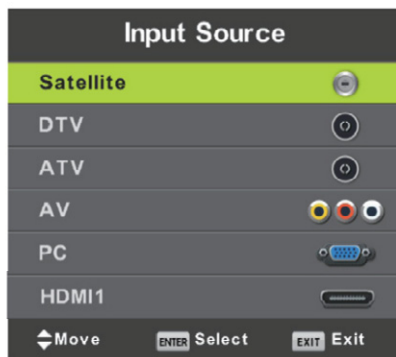 Input Source
Satellite
DTV
ATV
AV
PC
HDMI1
Move ENTER Select EXIT Exit